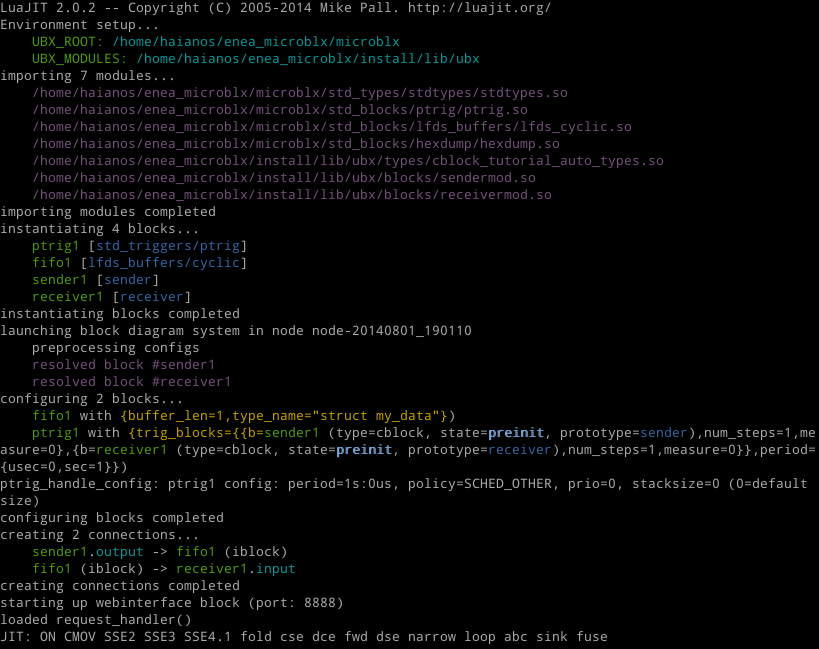 LuaJIT 2.0.2 -- Copyright (C) 2005-2014 Mike Pall. http://luajit.org/
Environment setup...
    UBX_ROOT: /home/haianos/enea_microblx/microblx
    UBX_MODULES: /home/haianos/enea_microblx/install/lib/ubx
importing 7 modules...
    /home/haianos/enea_microblx/microblx/std_types/stdtypes/stdtypes.so
    /home/haianos/enea_microblx/microblx/std_blocks/ptrig/ptrig.so
    /home/haianos/enea_microblx/microblx/std_blocks/lfds_buffers/lfds_cyclic.so
    /home/haianos/enea_microblx/microblx/std_blocks/hexdump/hexdump.so
    /home/haianos/enea_microblx/install/lib/ubx/types/cblock_tutorial_auto_types.so
    /home/haianos/enea_microblx/install/lib/ubx/blocks/sendermod.so
    /home/haianos/enea_microblx/install/lib/ubx/blocks/receivermod.so
importing modules completed
instantiating 4 blocks...
    ptrig1 [std_triggers/ptrig]
    fifo1 [lfds_buffers/cyclic]
    sender1 [sender]
    receiver1 [receiver]
instantiating blocks completed
launching block diagram system in node node-20140801_190110
    preprocessing configs
    resolved block #sender1
    resolved block #receiver1
configuring 2 blocks...
    fifo1 with {buffer_len=1,type_name="struct my_data"})
    ptrig1 with {trig_blocks={{b=sender1 (type=cblock, state=preinit, prototype=sender),num_steps=1,me
asure=0},{b=receiver1 (type=cblock, state=preinit, prototype=receiver),num_steps=1,measure=0}},period=
{usec=0,sec=1}})
ptrig_handle_config: ptrig1 config: period=1s:0us, policy=SCHED_OTHER, prio=0, stacksize=0 (0=default
size)
configuring blocks completed
creating 2 connections...
    sender1.output -> fifo1 (iblock)
    fifo1 (iblock) -> receiver1.input
creating connections completed
starting up webinterface block (port: 8888)
loaded request_handler()
JIT: ON CMOV SSE2 SSE3 SSE4.1 fold cse dce fwd dse narrow loop abc sink fuse